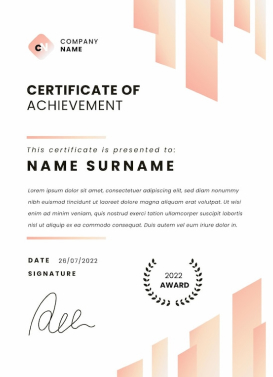 CN
COMPANY
NAME
CERTIFICATE OF
ACHIEVEMENT
This certificate is presented to:
NAME SURNAME
Lorem ipsum dolor sit amet, consectetuer adipiscing elit, sed diam nonummy
nibh euismod tincidunt ut laoreet dolore magna aliquam erat volutpat. Ut wisi
enim ad minim veniam, quis nostrud exerci tation ullamcorper suscipit lobortis
nisl ut aliquip ex ea commodo consequat. Duis autem vel eum iriure dolor in.
DATE 26/07/2022
SIGNATURE
2022
AWARD